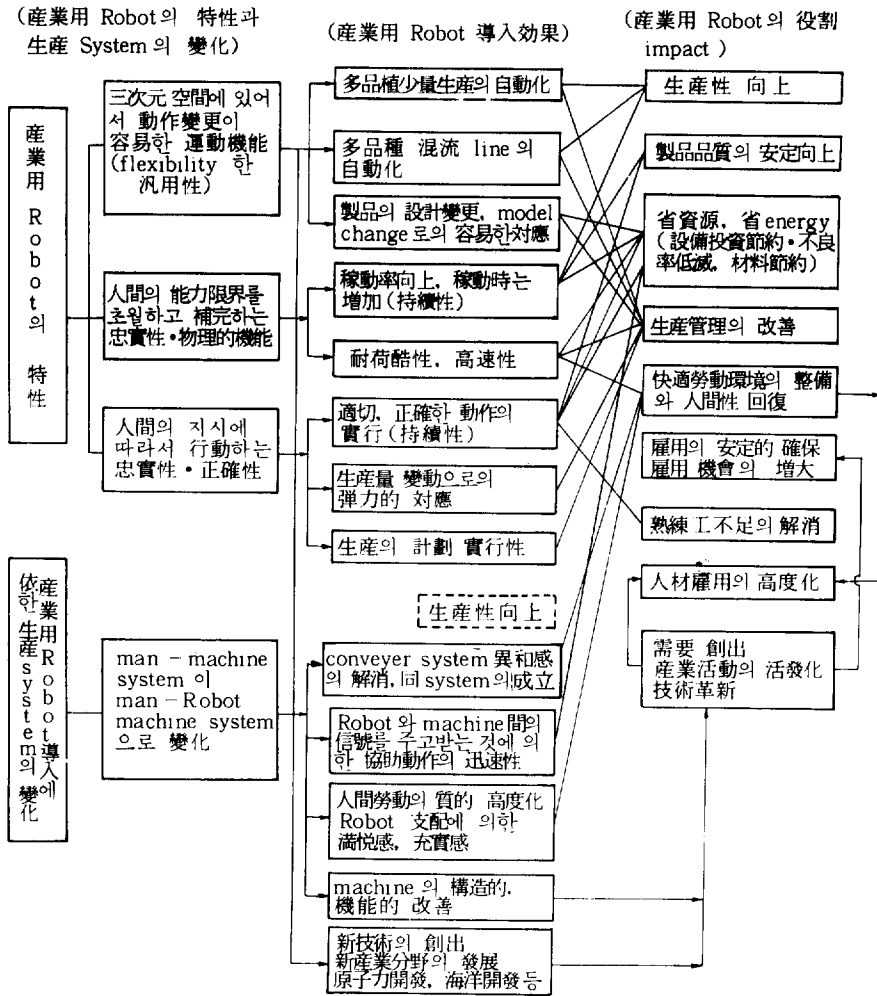 (産業用 Robot의 特性과
生産 System의 變化)
(産業用 Robot 導入效果)
(産業用 Robot의 役割
impact )
産業用 Robot의 特性
三次元 空間에 있어
서 動作變更이
容易한 運動機能
(flexibility 한
汎用性)
人間의 能力限界를
초월하고 補完하는
忠實性・物理的機能
人間의 지시에
따라서 行動하는
忠實性・正確性
産業用Robot導入에
依한 生産system의 變化
man－machine
system 이
man－Robot
machine system
으로 變化
多品植少量生産의 自動化
多品種 混流 line의
自動化
製品의 設計變更, model
change로의 容易한對應
稼動率向上, 稼動時는
増加(持續性)
耐荷酷性, 高速性
適切, 正確한 動作의
實行(持續性)
生産量 變動으로의
弾力的 対應
生産의 計劃 實行性
生産性向上
conveyer system 異和感
의 解消, 同system의成立
Robot와 machine間의
信號를 주고받는 것에 의
한 協助動作의 迅速性
人間勞動의 質的 高度化
Robot 支配에 의한
満悦感, 充實感
machine 의 構造的,
機能的 改善
新技術의 創出
新産業分野의 發展
原子力開發, 海洋開發等
生産性 向上
製品品質의 安定向上
省資源, 省energy
(設備投資節約・不良
率低減, 材料節約)
生産管理의 改善
快適勞動環境의 整備
와 人間性 回復
雇用의 安定的 確保
雇用 機會의 増大
熟練工不足의 解消
人材雇用의 高度化
需要 創出
産業活動의 活發化
技術革新